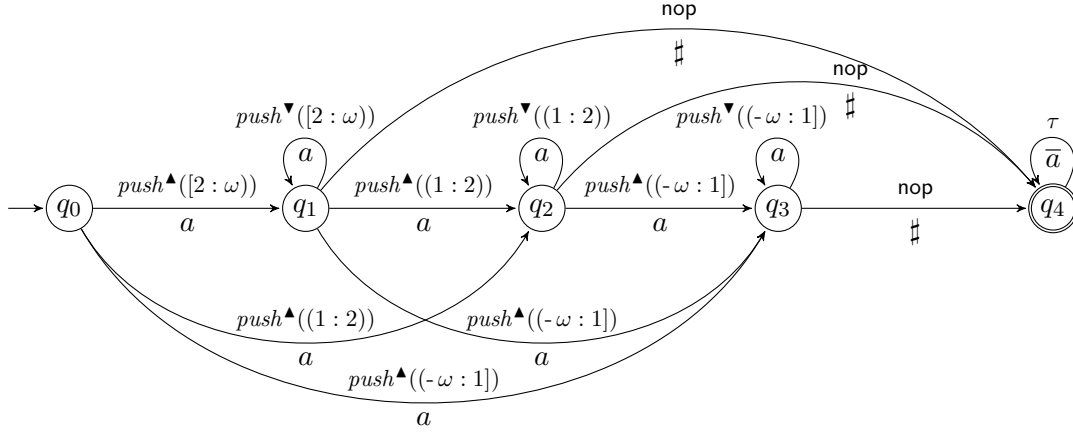 nop
♯
nop
♯
push▼([2 : ω))
a
push▼((1 : 2))
a
push▼((-ω : 1])
a
τ
a̅
q₀
push▲([2 : ω))
a
q₁
push▲((1 : 2))
a
q₂
push▲((-ω : 1])
a
q₃
nop
♯
q₄
push▲((1 : 2))
a
push▲((-ω : 1])
a
push▲((-ω : 1])
a